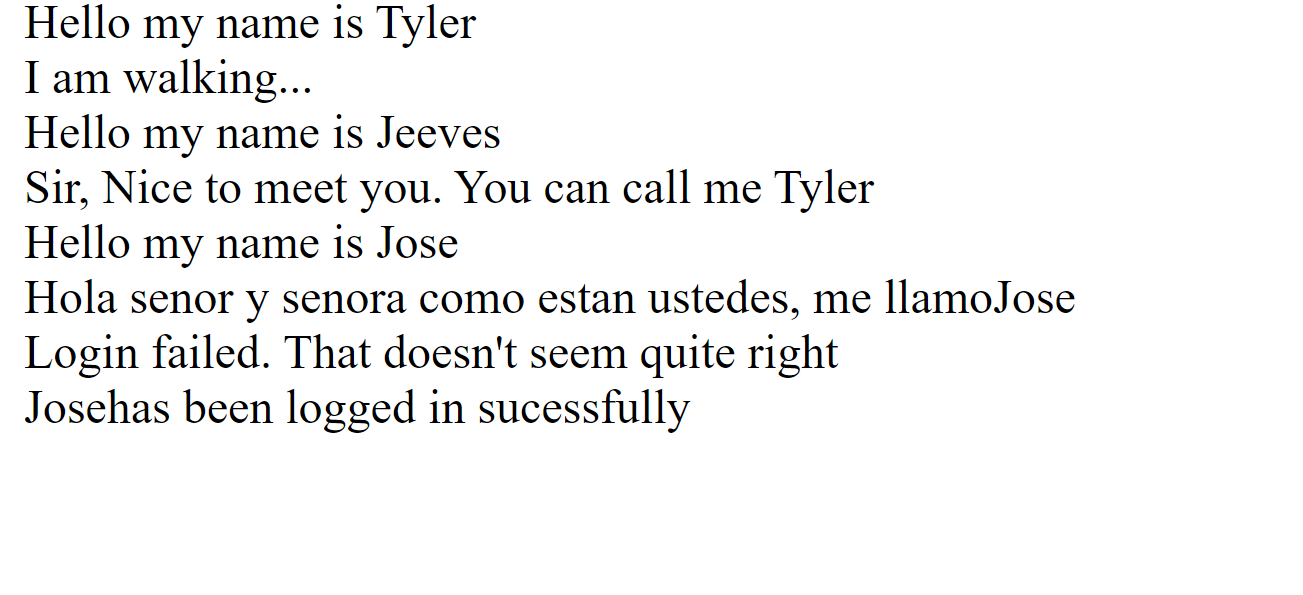 Hello my name is Tyler
I am walking...
Hello my name is Jeeves
Sir, Nice to meet you. You can call me Tyler
Hello my name is Jose
Hola senor y senora como estan ustedes, me llamoJose
Login failed. That doesn't seem quite right
Josehas been logged in sucessfully